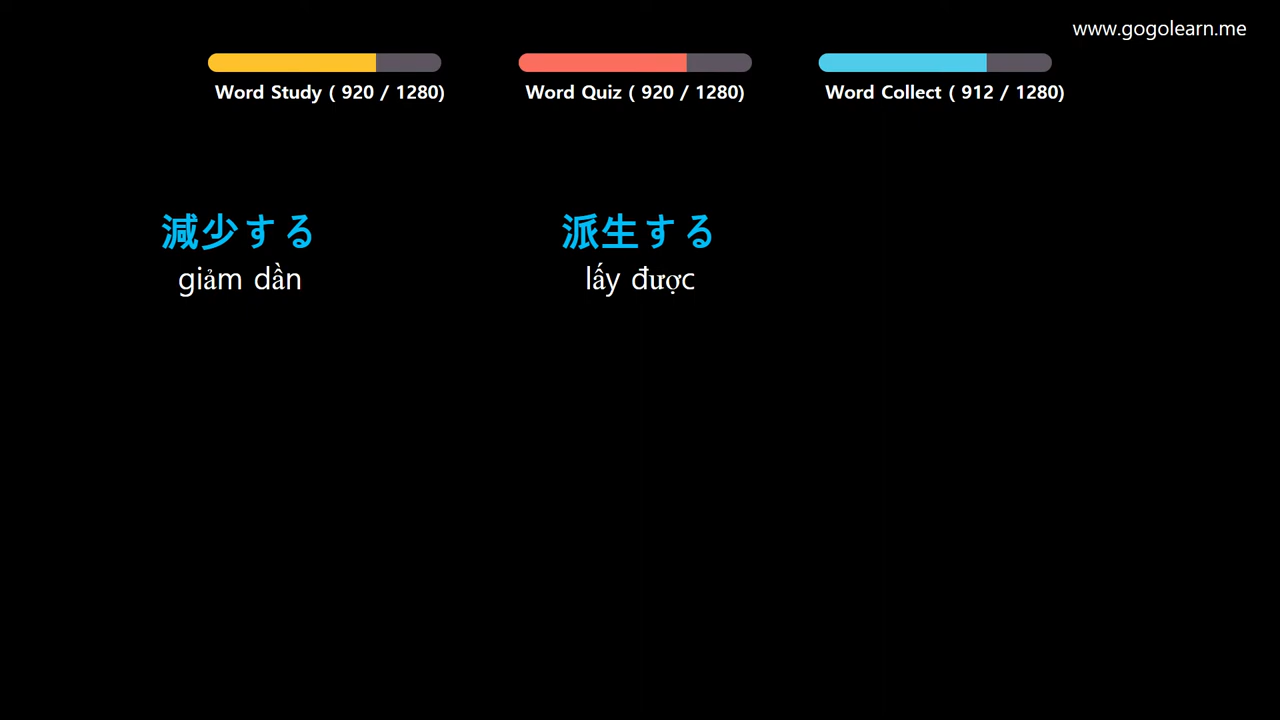 www.gogolearn.me
Word Study ( 920 / 1280)
Word Quiz ( 920 / 1280)
Word Collect ( 912 / 1280)
減少する
giảm dần
派生する
lấy được